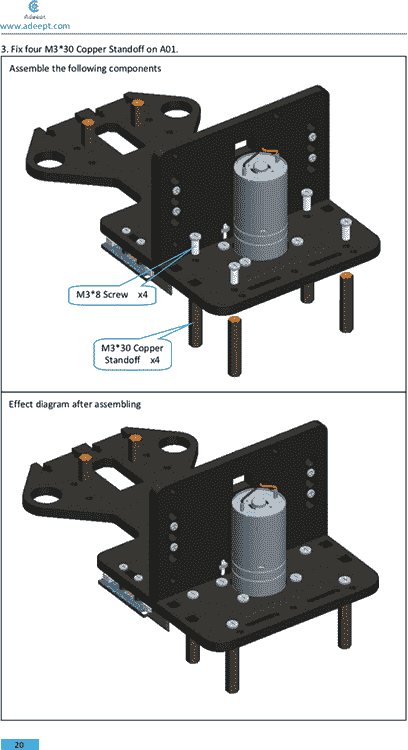 Adeept
www.adeept.com
3. Fix four M3*30 Copper Standoff on A01.
Assemble the following components
M3*8 Screw x4
M3*30 Copper
Standoff x4
Effect diagram after assembling
20